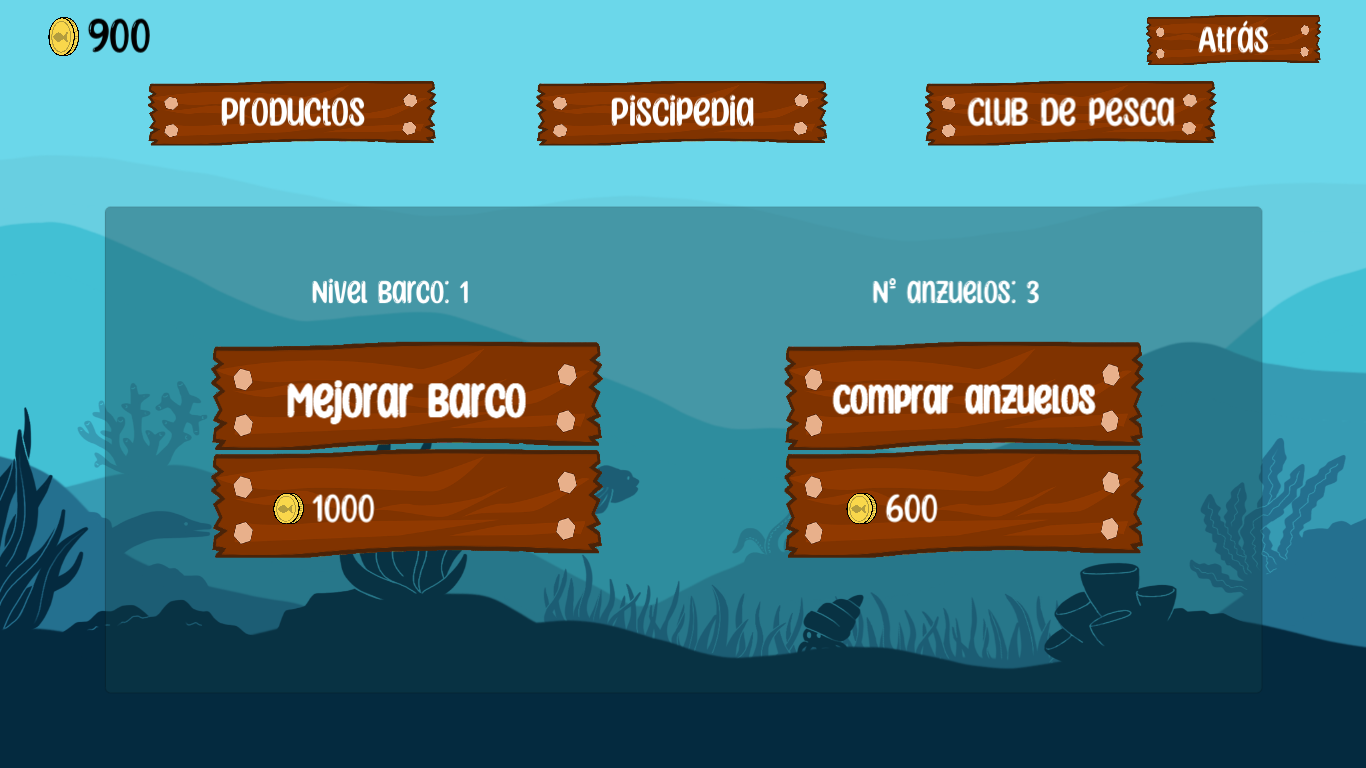 900
Atrás
Productos
Piscipedia
Club de pesca
Nivel Barco: 1
Nº anzuelos: 3
Mejorar Barco
Comprar anzuelos
1000
600